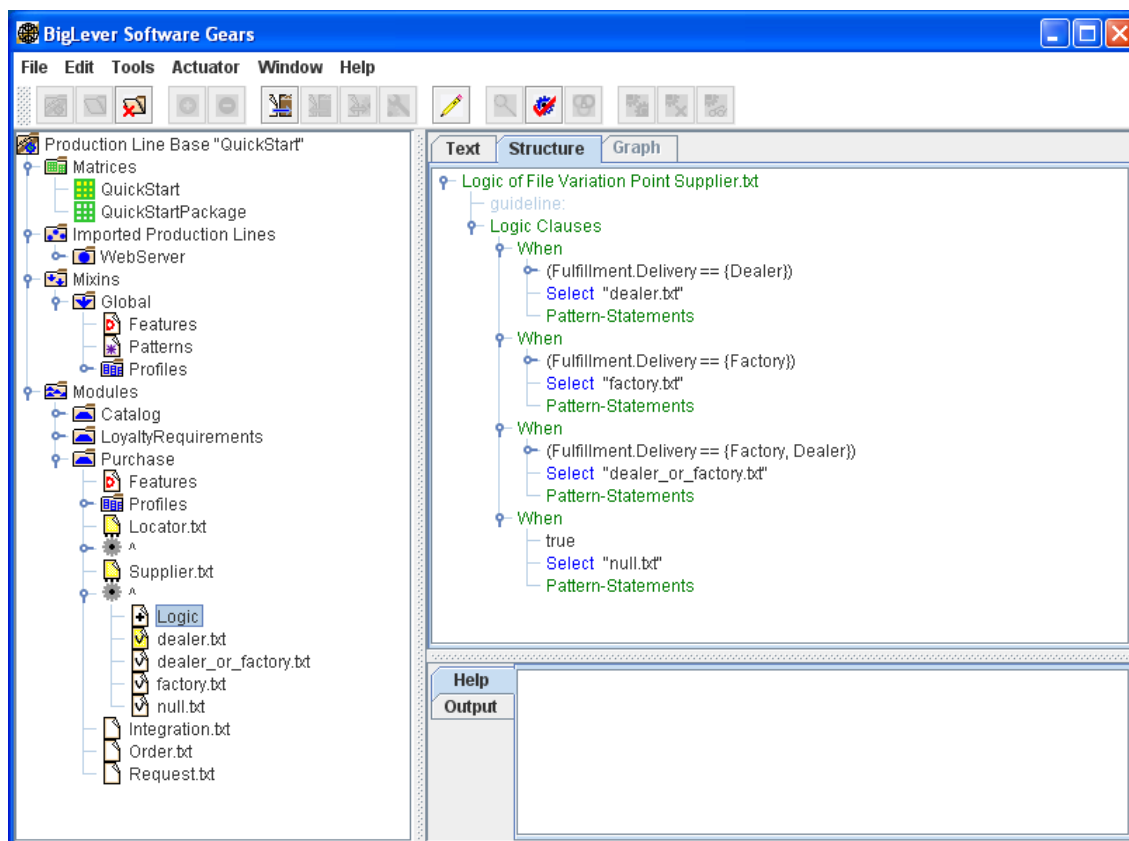 BigLever Software Gears
File Edit Tools Actuator Window Help
Production Line Base "QuickStart"
Matrices
QuickStart
QuickStartPackage
Imported Production Lines
WebServer
Mixins
Global
Features
Patterns
Profiles
Modules
Catalog
LoyaltyRequirements
Purchase
Features
Profiles
Locator.txt
^
Supplier.txt
^
Logic
dealer.txt
dealer_or_factory.txt
factory.txt
null.txt
Integration.txt
Order.txt
Request.txt
Text Structure Graph
Logic of File Variation Point Supplier.txt
guideline:
Logic Clauses
When
(Fulfillment.Delivery == {Dealer})
Select "dealer.txt"
Pattern-Statements
When
(Fulfillment.Delivery == {Factory})
Select "factory.txt"
Pattern-Statements
When
(Fulfillment.Delivery == {Factory, Dealer})
Select "dealer_or_factory.txt"
Pattern-Statements
When
true
Select "null.txt"
Pattern-Statements
Help
Output